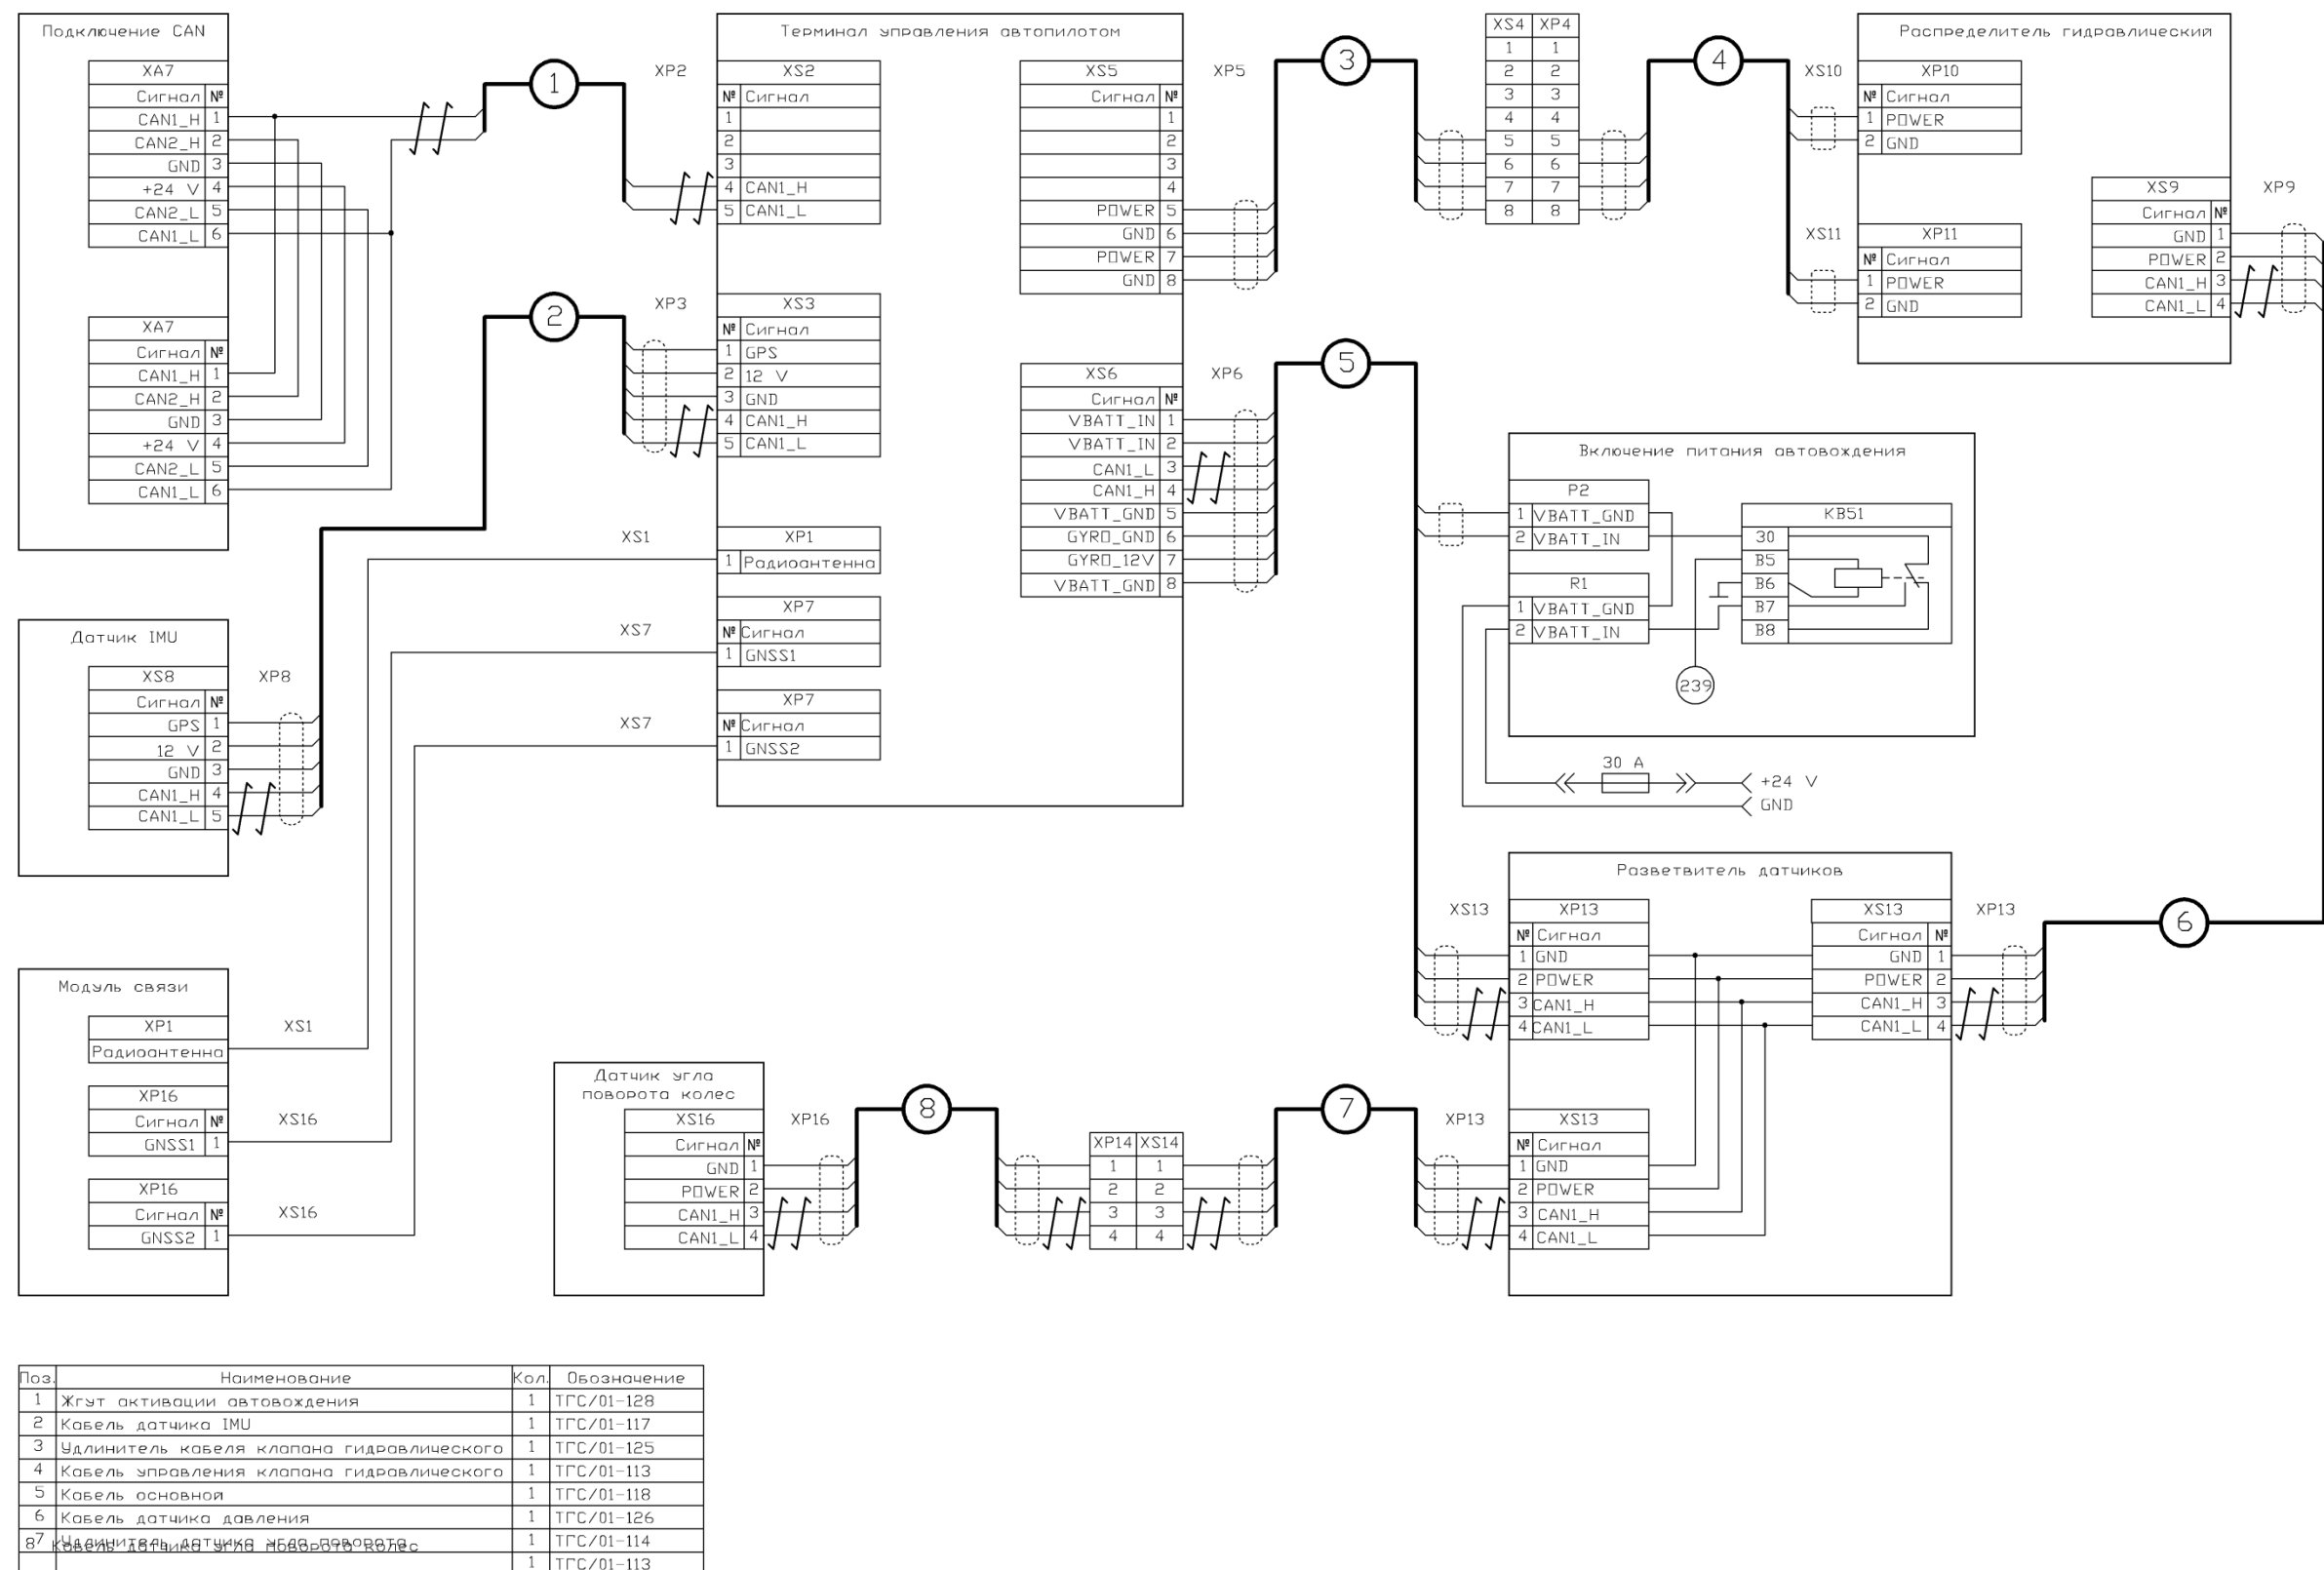 Подключение CAN
XA7
Сигнал №
CAN1_H 1
CAN2_H 2
GND 3
+24 V 4
CAN2_L 5
CAN1_L 6
XA7
Сигнал №
CAN1_H 1
CAN2_H 2
GND 3
+24 V 4
CAN2_L 5
CAN1_L 6
1
2
Датчик IMU
XS8
XP8
Сигнал №
GPS 1
12 V 2
GND 3
CAN1_H 4
CAN1_L 5
Модуль связи
XP1
XS1
Радиоантенна
XP16
XS16
Сигнал №
GNSS1 1
XP16
XS16
Сигнал №
GNSS2 1
Терминал управления автопилотом
XP2
XS2
№ Сигнал
1
2
3
4 CAN1_H
5 CAN1_L
XP3
XS3
№ Сигнал
1 GPS
2 12 V
3 GND
4 CAN1_H
5 CAN1_L
XS1
XP1
1 Радиоантенна
XS7
XP7
№ Сигнал
1 GNSS1
XS7
XP7
№ Сигнал
1 GNSS2
XS5
XP5
Сигнал №
1
2
3
4
POWER 5
GND 6
POWER 7
GND 8
XS6
XP6
Сигнал №
VBATT_IN 1
VBATT_IN 2
CAN1_L 3
CAN1_H 4
VBATT_GND 5
GYRO_GND 6
GYRO_12V 7
VBATT_GND 8
3
XS4 XP4
1 1
2 2
3 3
4 4
5 5
6 6
7 7
8 8
4
Распределитель гидравлический
XS10
XP10
№ Сигнал
1 POWER
2 GND
XS11
XP11
№ Сигнал
1 POWER
2 GND
XS9
XP9
Сигнал №
GND 1
POWER 2
CAN1_H 3
CAN1_L 4
5
Включение питания автовождения
P2
1 VBATT_GND
2 VBATT_IN
R1
1 VBATT_GND
2 VBATT_IN
KB51
30
B5
B6
B7
B8
239
30 A
+24 V
GND
Разветвитель датчиков
XS13
XP13
№ Сигнал
1 GND
2 POWER
3 CAN1_H
4 CAN1_L
XS13
XP13
Сигнал №
GND 1
POWER 2
CAN1_H 3
CAN1_L 4
6
XP13
XS13
№ Сигнал
1 GND
2 POWER
3 CAN1_H
4 CAN1_L
Датчик угла
поворота колес
XS16
XP16
Сигнал №
GND 1
POWER 2
CAN1_H 3
CAN1_L 4
8
XP14 XS14
1 1
2 2
3 3
4 4
7
Поз. Наименование Кол. Обозначение
1 Жгут активации автовождения 1 ТГС/01-128
2 Кабель датчика IMU 1 ТГС/01-117
3 Удлинитель кабеля клапана гидравлического 1 ТГС/01-125
4 Кабель управления клапана гидравлического 1 ТГС/01-113
5 Кабель основной 1 ТГС/01-118
6 Кабель датчика давления 1 ТГС/01-126
7 Удлинитель датчика угла поворота 1 ТГС/01-114
8 Кабель датчика угла поворота колес 1 ТГС/01-113